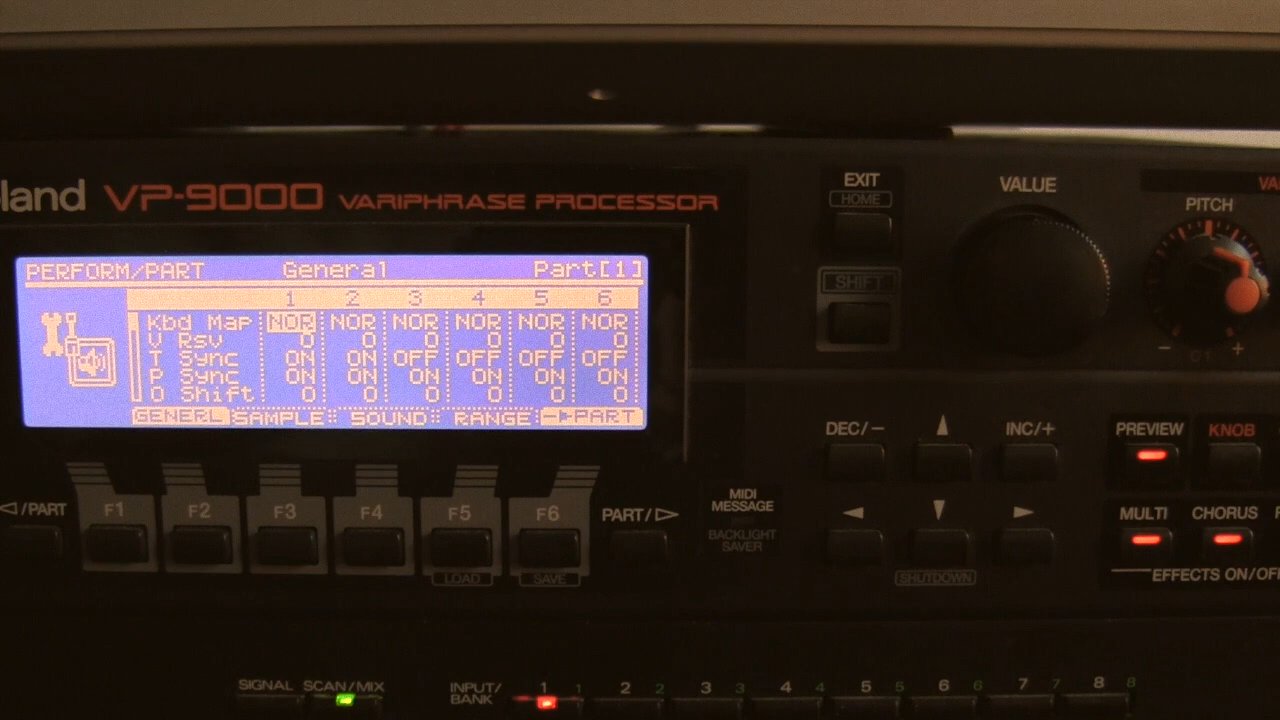 land VP-9000 VARIPHRASE PROCESSOR
EXIT
HOME
VALUE
PITCH
SHIFT
- C1 +
PERFORM/PART General Part[1]
1 2 3 4 5 6
Kbd Map NOR NOR NOR NOR NOR NOR
V Rsv 0 0 0 0 0 0
T Sync ON ON OFF OFF OFF OFF
P Sync ON ON ON ON ON ON
O Shift 0 0 0 0 0 0
GENERL SAMPLE SOUND RANGE →PART
DEC/− ▲ INC/+
PREVIEW KNOB
◁/PART F1 F2 F3 F4 F5 F6 PART/▷
LOAD SAVE
MIDI
MESSAGE
BACKLIGHT
SAVER
◀ ▼ ▶
SHUTDOWN
MULTI CHORUS
EFFECTS ON/OF
SIGNAL SCAN/MIX
INPUT/
BANK
1 1 2 2 3 3 4 4 5 5 6 6 7 7 8 8